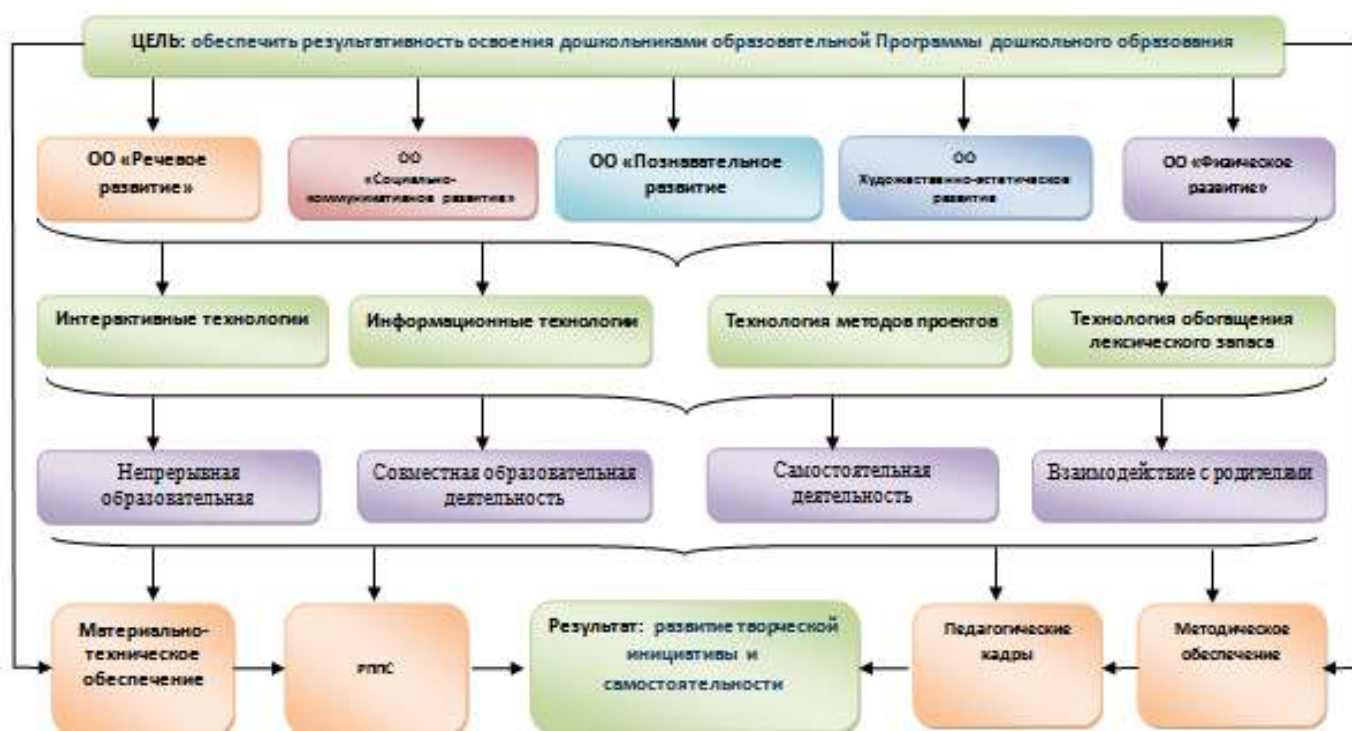 ЦЕЛЬ: обеспечить результативность освоения дошкольниками образовательной Программы дошкольного образования
ОО «Речевое
развитие»
ОО
«Социально-
коммуникативное развитие»
ОО «Познавательное
развитие
ОО
Художественно-эстетическое
развитие
ОО «Физическое
развитие»
Интерактивные технологии
Информационные технологии
Технология методов проектов
Технология обогащения
лексического запаса
Непрерывная
образовательная
Совместная образовательная
деятельность
Самостоятельная
деятельность
Взаимодействие с родителями
Материально-
техническое
обеспечение
РППС
Результат: развитие творческой
инициативы и
самостоятельности
Педагогические
кадры
Методическое
обеспечение